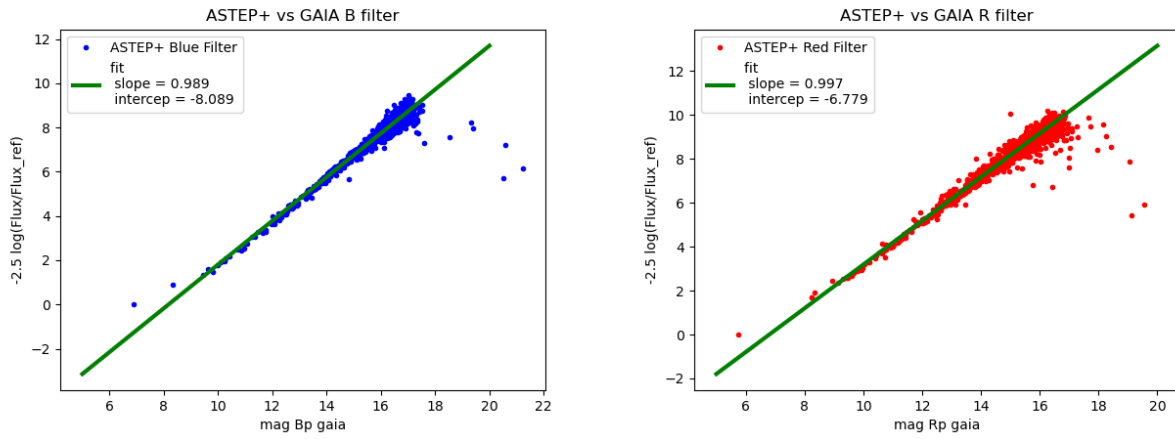 ASTEP+ vs GAIA B filter
12
10
8
6
4
2
0
−2
-2.5 log(Flux/Flux_ref)
ASTEP+ Blue Filter
fit
slope = 0.989
intercep = -8.089
6
8
10
12
14
16
18
20
22
mag Bp gaia
ASTEP+ vs GAIA R filter
12
10
8
6
4
2
0
−2
-2.5 log(Flux/Flux_ref)
ASTEP+ Red Filter
fit
slope = 0.997
intercep = -6.779
6
8
10
12
14
16
18
20
mag Rp gaia